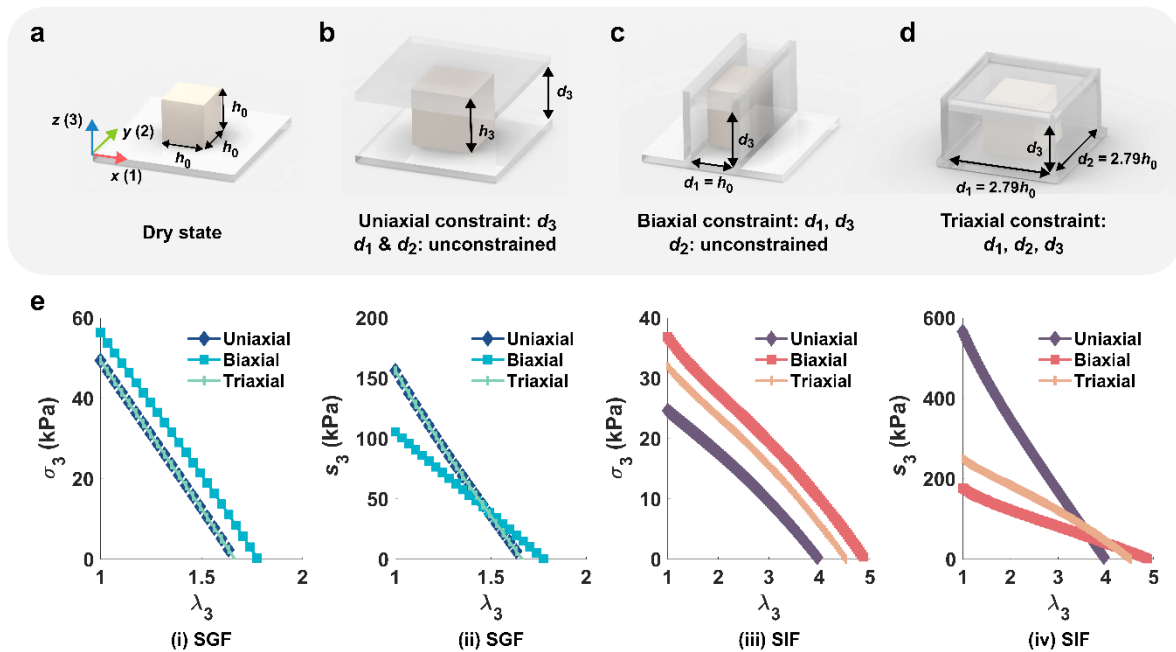 a
h0
h0
h0
z (3)
y (2)
x (1)
Dry state
b
d3
h3
Uniaxial constraint: d3
d1 & d2: unconstrained
c
d3
d1 = h0
Biaxial constraint: d1, d3
d2: unconstrained
d
d3
d2 = 2.79h0
d1 = 2.79h0
Triaxial constraint:
d1, d2, d3
e
60
40
20
0
σ3 (kPa)
1
1.5
2
λ3
Uniaxial
Biaxial
Triaxial
(i) SGF
200
150
100
50
0
s3 (kPa)
1
1.5
2
λ3
Uniaxial
Biaxial
Triaxial
(ii) SGF
40
30
20
10
0
σ3 (kPa)
1
2
3
4
5
λ3
Uniaxial
Biaxial
Triaxial
(iii) SIF
600
400
200
0
s3 (kPa)
1
2
3
4
5
λ3
Uniaxial
Biaxial
Triaxial
(iv) SIF